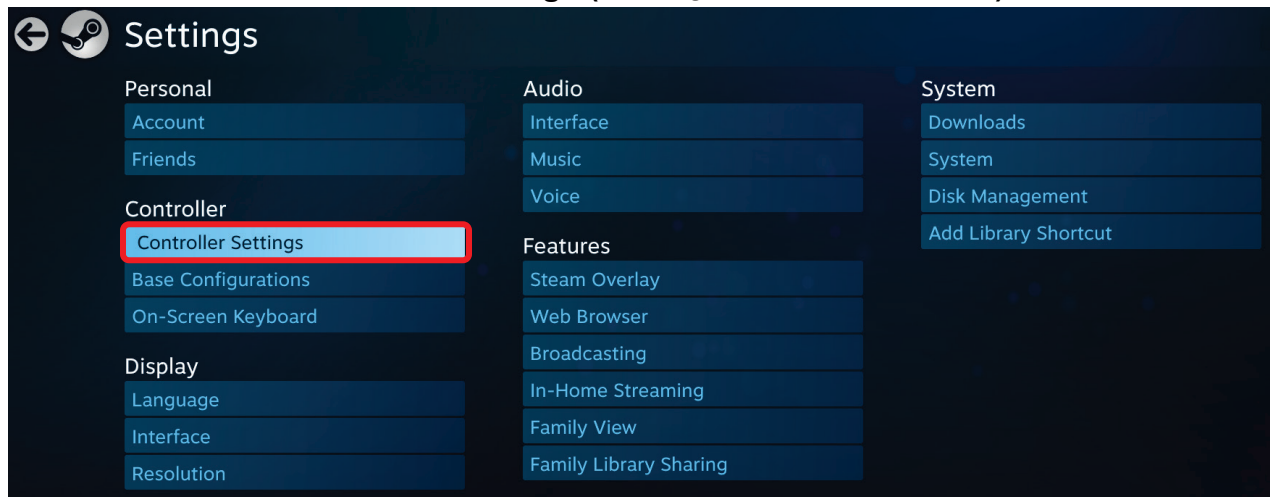 Settings
Personal
Account
Friends
Controller
Controller Settings
Base Configurations
On-Screen Keyboard
Display
Language
Interface
Resolution
Audio
Interface
Music
Voice
Features
Steam Overlay
Web Browser
Broadcasting
In-Home Streaming
Family View
Family Library Sharing
System
Downloads
System
Disk Management
Add Library Shortcut